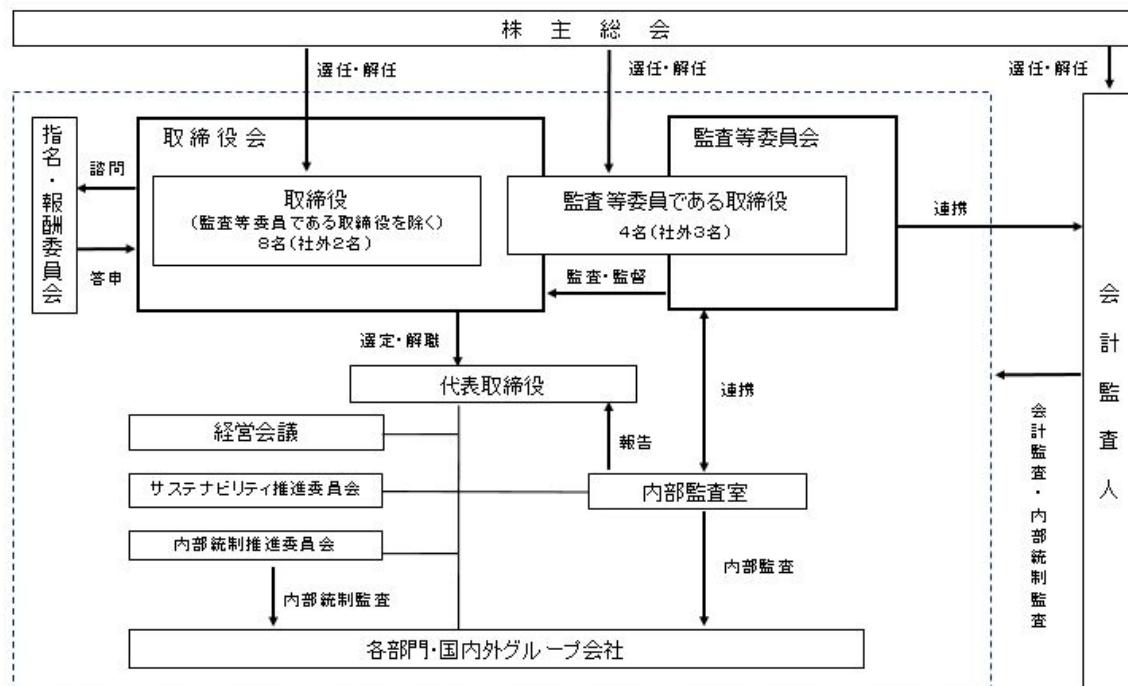 株主総会
選任・解任
選任・解任
選任・解任
指名・報酬委員会
諮問
答申
取締役会
取締役
(監査等委員である取締役を除く)
8名(社外2名)
監査等委員会
監査等委員である取締役
4名(社外3名)
監査・監督
連携
会計監査人
選定・解職
代表取締役
連携
経営会議
報告
サステナビリティ推進委員会
内部監査室
内部統制推進委員会
内部統制監査
内部監査
会計監査・内部統制監査
各部門・国内外グループ会社